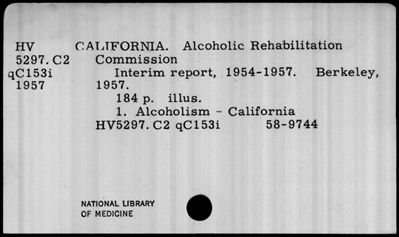 HV CALIFORNIA. Alcoholic Rehabilitation
5297. C2 Commission
qC153i Interim report, 1954-1957. Berkeley,
1957 1957.
184 p. illus.
1. Alcoholism - California
HV5297. C2 qC153i 58-9744
NATIONAL LIBRARY
OF MEDICINE